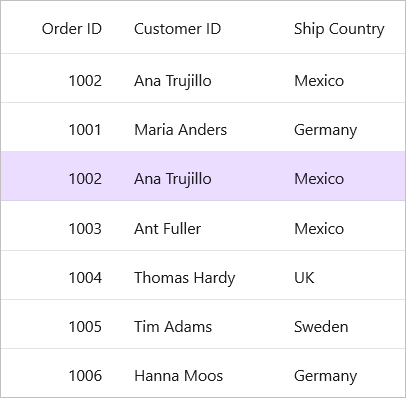 Order ID Customer ID Ship Country
1002 Ana Trujillo Mexico
1001 Maria Anders Germany
1002 Ana Trujillo Mexico
1003 Ant Fuller Mexico
1004 Thomas Hardy UK
1005 Tim Adams Sweden
1006 Hanna Moos Germany